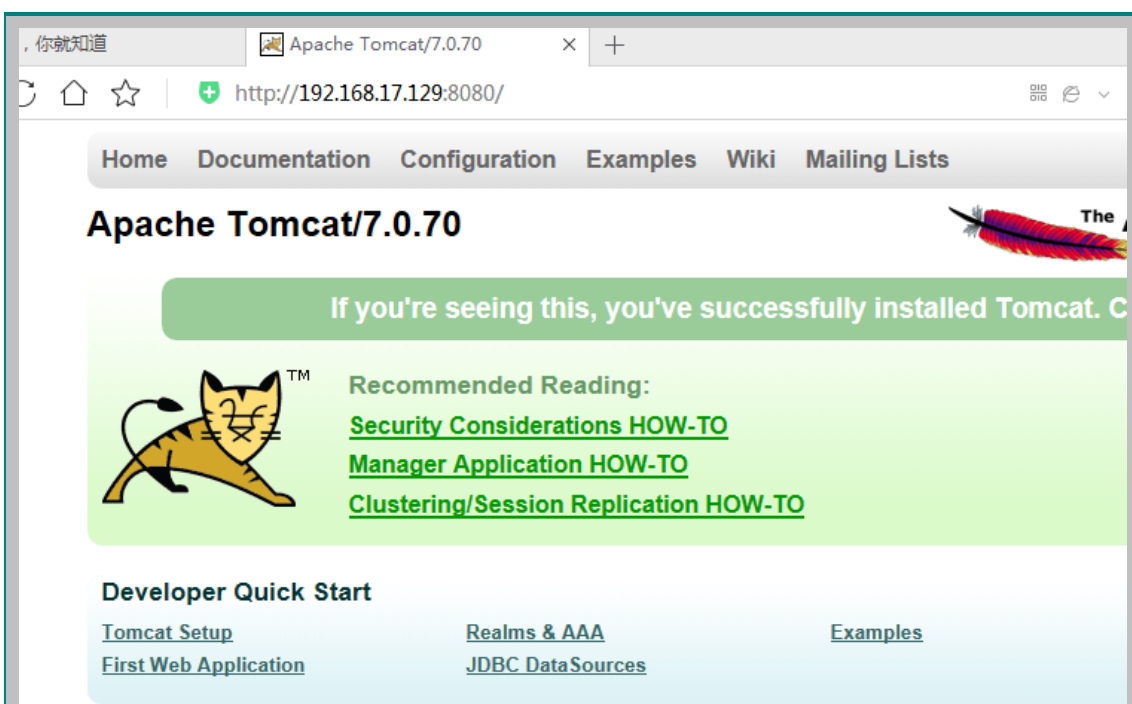 ，你就知道
Apache Tomcat/7.0.70
http://192.168.17.129:8080/
Home Documentation Configuration Examples Wiki Mailing Lists
Apache Tomcat/7.0.70
The
If you're seeing this, you've successfully installed Tomcat. C
TM
Recommended Reading:
Security Considerations HOW-TO
Manager Application HOW-TO
Clustering/Session Replication HOW-TO
Developer Quick Start
Tomcat Setup Realms & AAA Examples
First Web Application JDBC DataSources